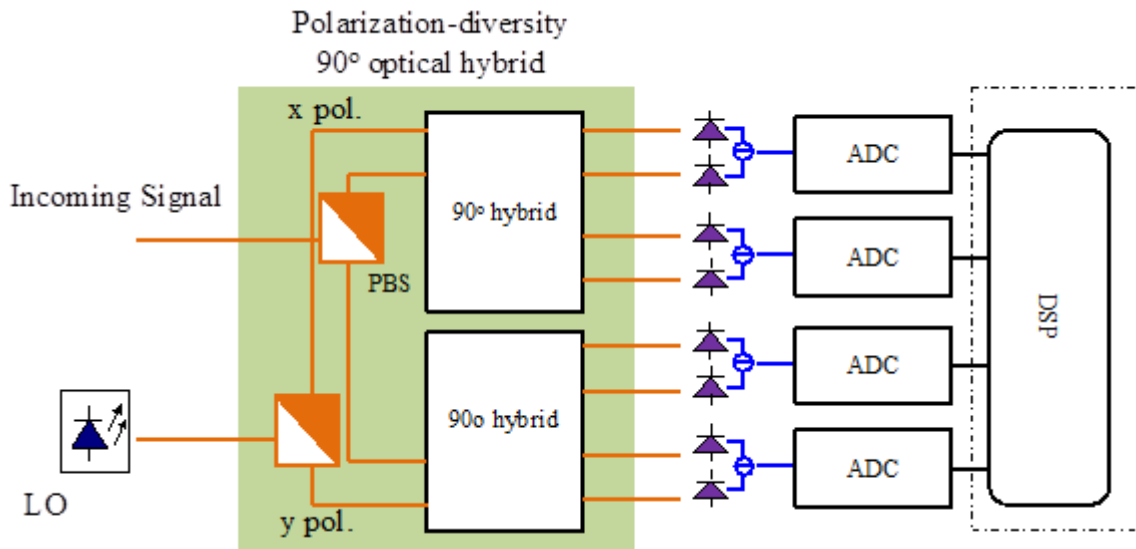 Polarization-diversity
90° optical hybrid
x pol.
Incoming Signal
PBS
90° hybrid
ADC
ADC
DSP
ADC
90o hybrid
ADC
LO
y pol.